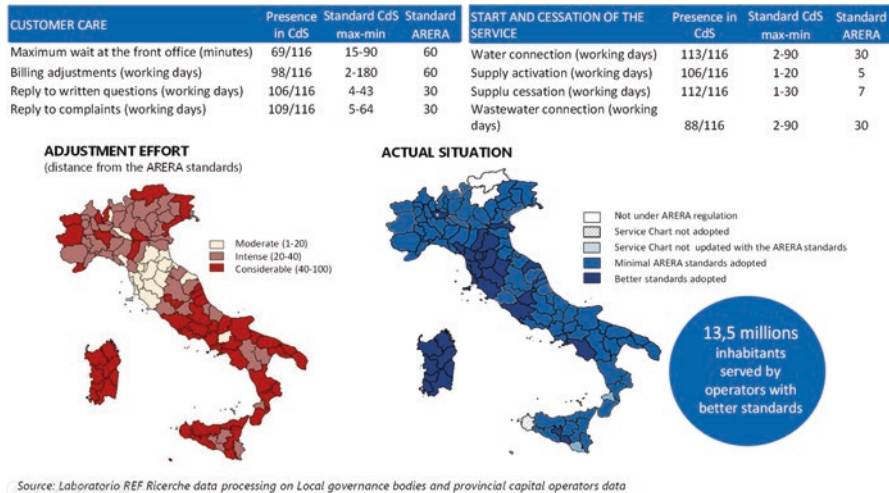 CUSTOMER CARE
Presence in CdS
Standard CdS max-min
Standard ARERA
Maximum wait at the front office (minutes) 69/116 15-90 60
Billing adjustments (working days) 98/116 2-180 60
Reply to written questions (working days) 106/116 4-43 30
Reply to complaints (working days) 109/116 5-64 30
START AND CESSATION OF THE SERVICE
Presence in CdS
Standard CdS max-min
Standard ARERA
Water connection (working days) 113/116 2-90 30
Supply activation (working days) 106/116 1-20 5
Supplu cessation (working days) 112/116 1-30 7
Wastewater connection (working
days) 88/116 2-90 30
ADJUSTMENT EFFORT
(distance from the ARERA standards)
Moderate (1-20)
Intense (20-40)
Considerable (40-100)
ACTUAL SITUATION
Not under ARERA regulation
Service Chart not adopted
Service Chart not updated with the ARERA standards
Minimal ARERA standards adopted
Better standards adopted
13,5 millions
inhabitants
served by
operators with
better standards
Source: Laboratorio REF Ricerche data processing on Local governance bodies and provincial capital operators data